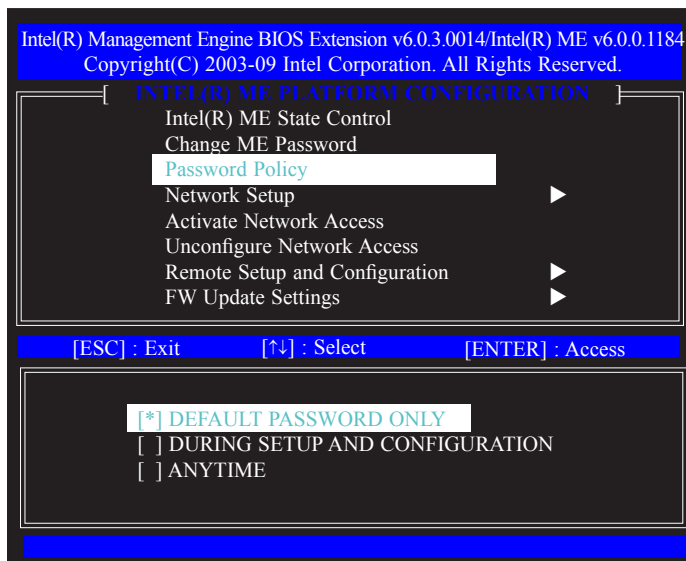 Intel(R) Management Engine BIOS Extension v6.0.3.0014/Intel(R) ME v6.0.0.1184
Copyright(C) 2003-09 Intel Corporation. All Rights Reserved.
[ INTEL(R) ME PLATFORM CONFIGURATION ]
Intel(R) ME State Control
Change ME Password
Password Policy
Network Setup ▶
Activate Network Access
Unconfigure Network Access
Remote Setup and Configuration ▶
FW Update Settings ▶
[ESC] : Exit [↑↓] : Select [ENTER] : Access
[*] DEFAULT PASSWORD ONLY
[ ] DURING SETUP AND CONFIGURATION
[ ] ANYTIME